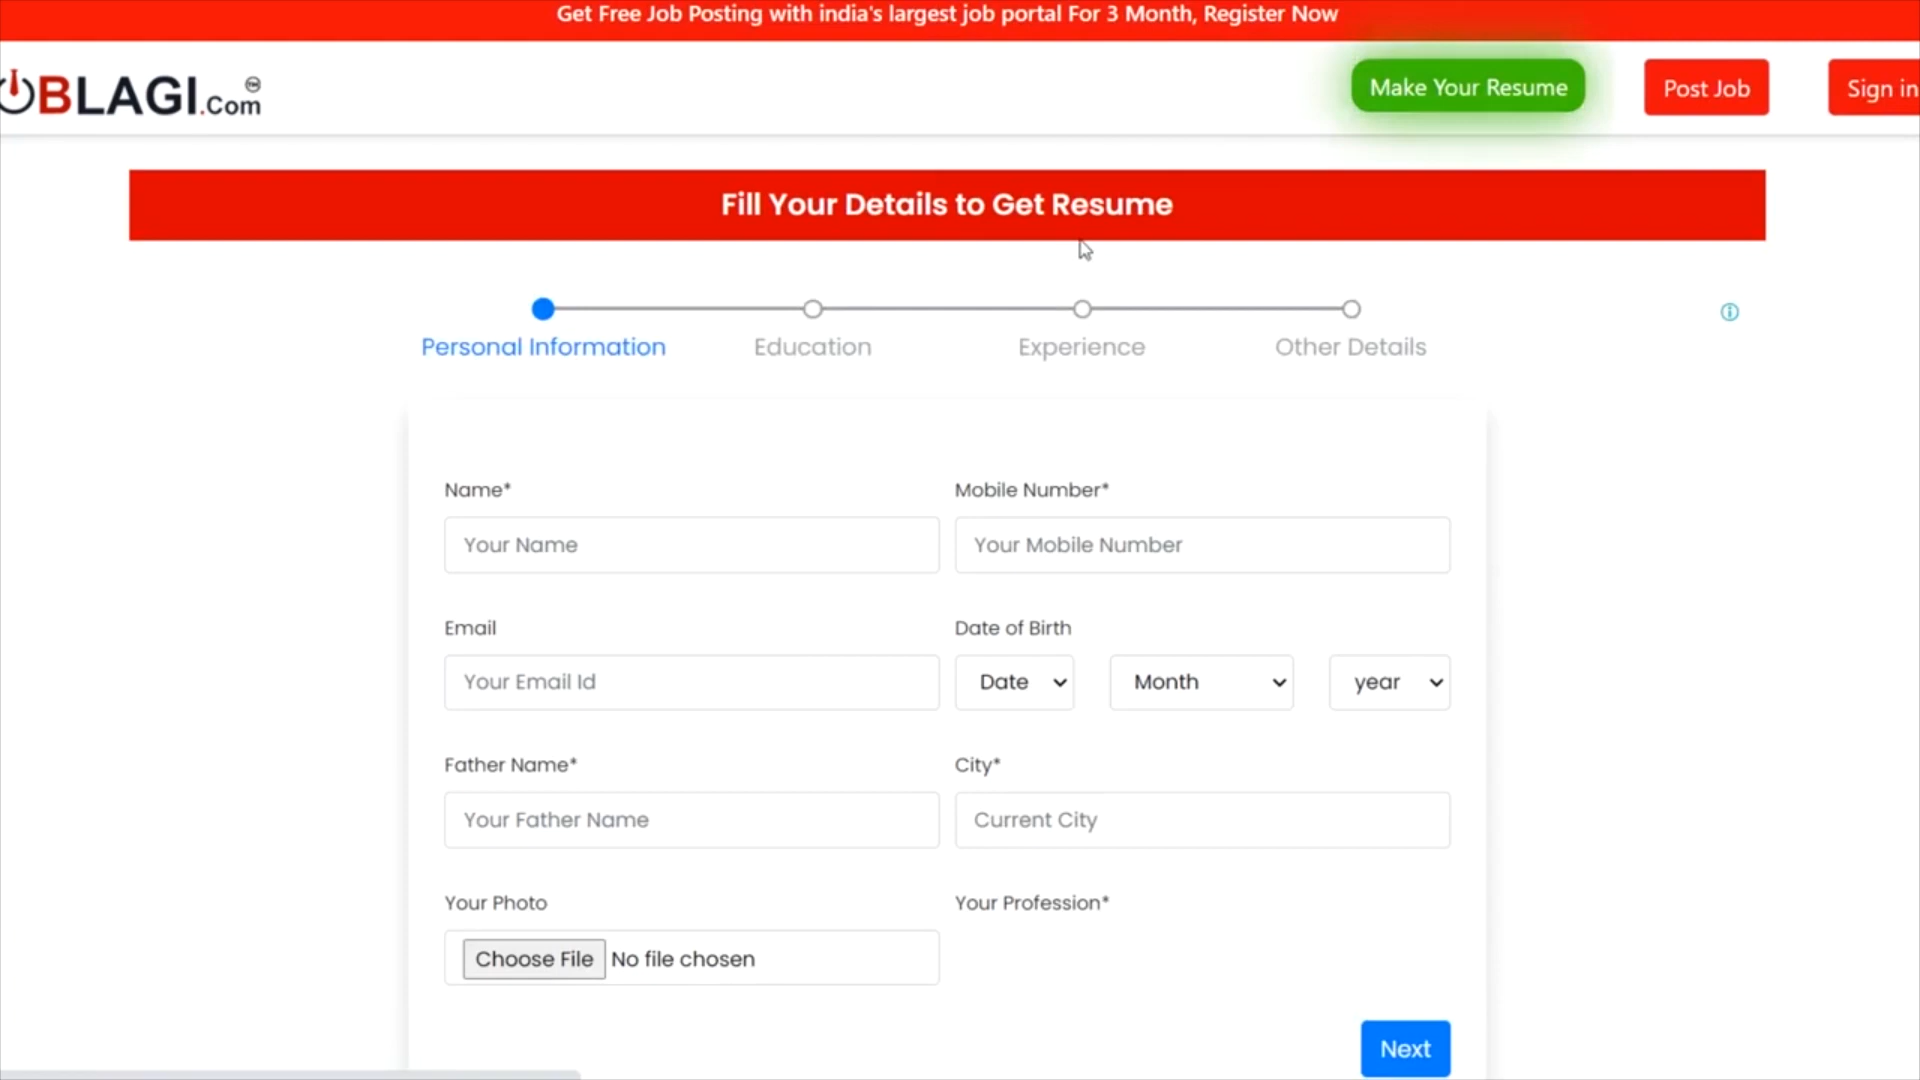 Get Free Job Posting with india's largest job portal For 3 Month, Register Now
BLAGI.Com TM
Make Your Resume
Post Job
Sign in
Fill Your Details to Get Resume
Personal Information
Education
Experience
Other Details
Name*
Mobile Number*
Your Name
Your Mobile Number
Email
Date of Birth
Your Email Id
Date
Month
year
Father Name*
City*
Your Father Name
Current City
Your Photo
Your Profession*
Choose File No file chosen
Next